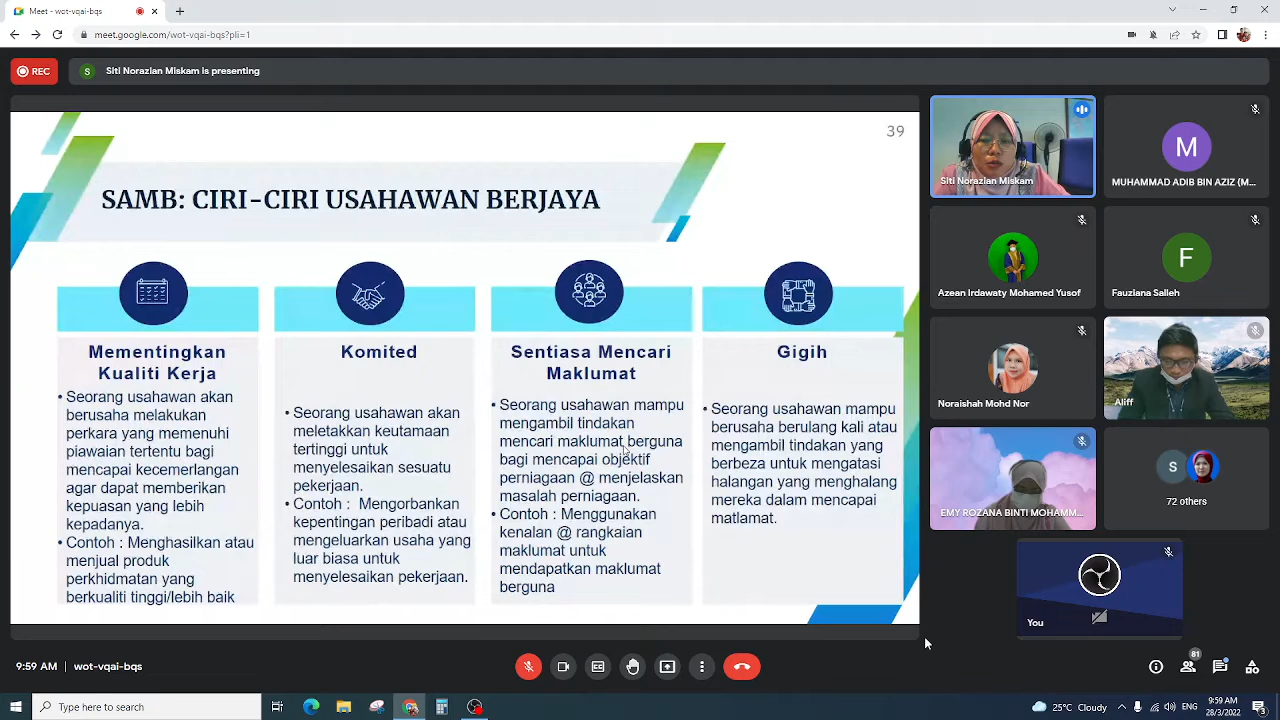 Meet - wot-vqai-bqs
meet.google.com/wot-vqai-bqs?pli=1
REC
S
Siti Norazlan Miskam is presenting
39
SAMB: CIRI-CIRI USAHAWAN BERJAYA
Mementingkan
Kualiti Kerja
• Seorang usahawan akan
berusaha melakukan
perkara yang memenuhi
piawaian tertentu bagi
mencapai kecemerlangan
agar dapat memberikan
kepuasan yang lebih
kepadanya.
• Contoh : Menghasilkan atau
menjual produk
perkhidmatan yang
berkualiti tinggi/lebih baik
Komited
• Seorang usahawan akan
meletakkan keutamaan
tertinggi untuk
menyelesaikan sesuatu
pekerjaan.
• Contoh : Mengorbankan
kepentingan peribadi atau
mengeluarkan usaha yang
luar biasa untuk
menyelesaikan pekerjaan.
Sentiasa Mencari
Maklumat
• Seorang usahawan mampu
mengambil tindakan
mencari maklumat berguna
bagi mencapai objektif
perniagaan @ menjelaskan
masalah perniagaan.
• Contoh : Menggunakan
kenalan @ rangkaian
maklumat untuk
mendapatkan maklumat
berguna
Gigih
• Seorang usahawan mampu
berusaha berulang kali atau
mengambil tindakan yang
berbeza untuk mengatasi
halangan yang menghalang
mereka dalam mencapai
matlamat.
Siti Norazlan Miskam
M
MUHAMMAD ADIB BIN AZIZ (M...
Azean Irdawaty Mohamed Yusof
F
Fauziana Salleh
Noraishah Mohd Nor
Aliff
EMY ROZANA BINTI MOHAMM...
S
72 others
You
9:59 AM | wot-vqai-bqs
81
Type here to search
25°C Cloudy
9:59 AM
28/3/2022
3